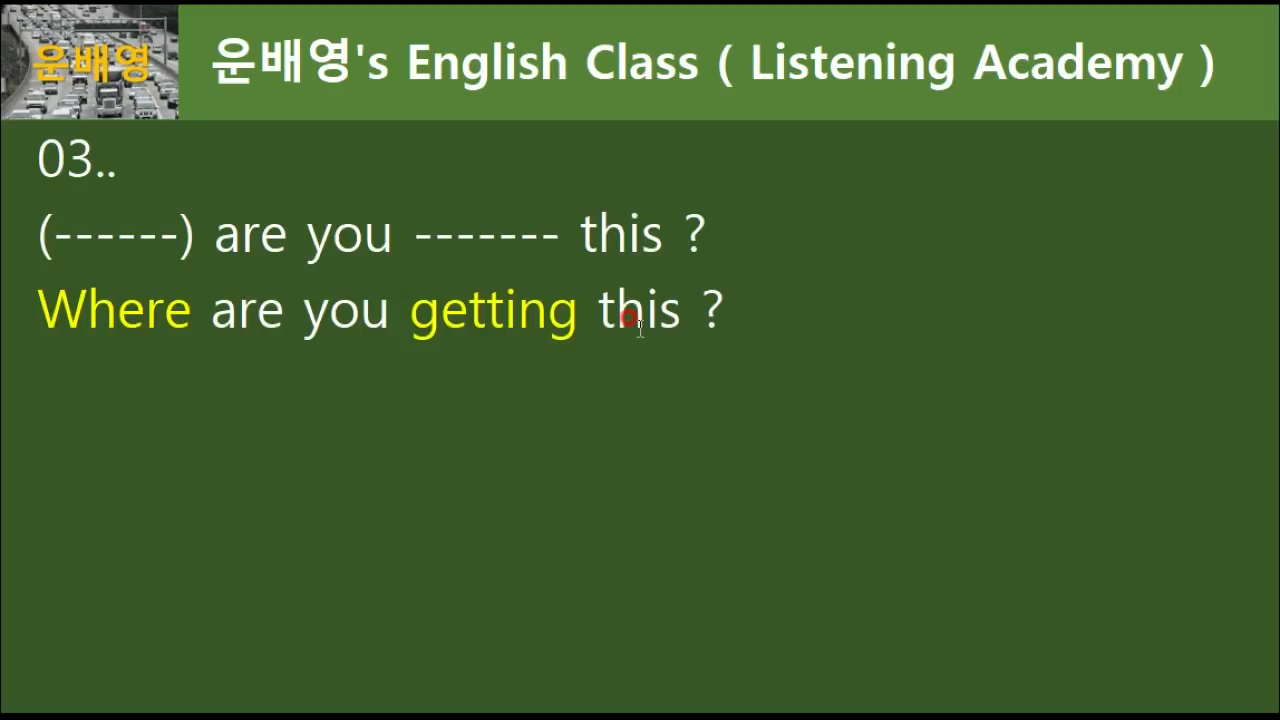 운배영
운배영's English Class ( Listening Academy )
03..
(------) are you ------- this ?
Where are you getting this ?